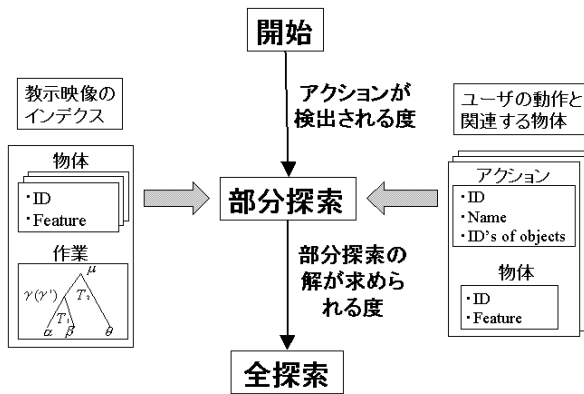 開始
アクションが
検出される度
教示映像の
インデクス
物体
・ID
・Feature
作業
μ
γ(γ') T₂
T₁
α β θ
部分探索
ユーザの動作と
関連する物体
アクション
・ID
・Name
・ID's of objects
物体
・ID
・Feature
部分探索の
解が求めら
れる度
全探索